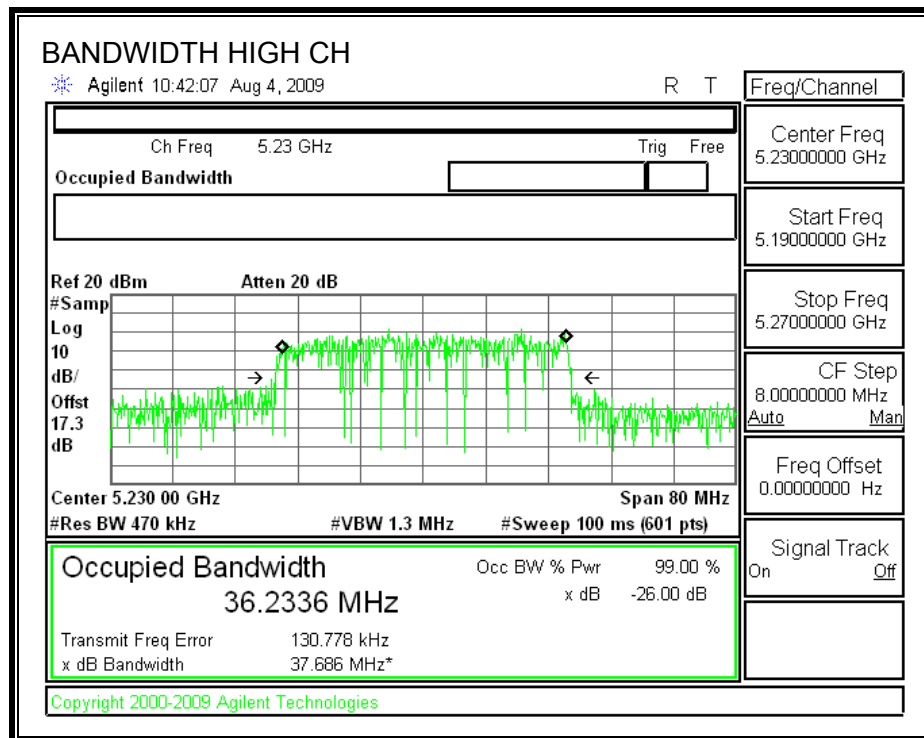 BANDWIDTH HIGH CH
Agilent 10:42:07 Aug 4, 2009 R T
Freq/Channel
Ch Freq 5.23 GHz Trig Free
Occupied Bandwidth
Center Freq
5.23000000 GHz
Start Freq
5.19000000 GHz
Stop Freq
5.27000000 GHz
CF Step
8.00000000 MHz
Auto Man
Freq Offset
0.00000000 Hz
Signal Track
On Off
Ref 20 dBm Atten 20 dB
#Samp
Log
10
dB/
Offst
17.3
dB
Center 5.230 00 GHz Span 80 MHz
#Res BW 470 kHz #VBW 1.3 MHz #Sweep 100 ms (601 pts)
Occupied Bandwidth Occ BW % Pwr 99.00 %
36.2336 MHz x dB -26.00 dB
Transmit Freq Error 130.778 kHz
x dB Bandwidth 37.686 MHz*
Copyright 2000-2009 Agilent Technologies